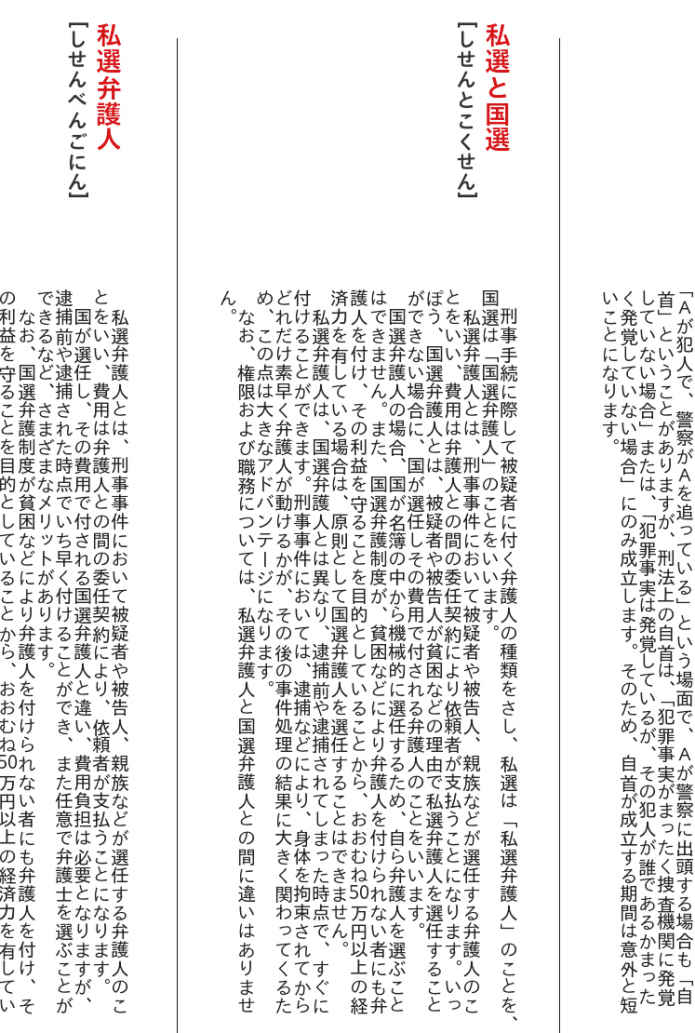 「Ａが犯人で、警察がＡを追っている」という場面で、Ａが警察に出頭する場合も「自
首」ということがありますが、刑法上の自首は、「犯罪事実がまったく捜査機関に発覚
していない場合」または、「犯罪事実は発覚しているが、その犯人が誰であるかまった
く発覚していない場合」にのみ成立します。そのため、自首が成立する期間は意外と短
いことになります。
私選と国選
［しせんとこくせん］
刑事手続に際して被疑者に付く弁護人の種類をさし、私選は「私選弁護人」のことを、
国選は「国選弁護人」のことをいいます。
私選弁護人とは、刑事事件において被疑者や被告人、親族などが選任する弁護人のこ
とをいい、費用は弁護人との間の委任契約により依頼者が支払うことになります。いっ
ぽう、国選弁護人とは、被疑者や被告人が貧困などの理由で私選弁護人を選任すること
ができない場合に、国が選任しその費用で付される弁護人のことをいいます。
国選弁護人の場合、国が名簿の中から機械的に選任するため、自ら弁護人を選ぶこと
はできません。また、国選弁護制度が、貧困などにより弁護人を付けられない者にも弁
護人を付け、その利益を守ることを目的としていることから、おおむね50万円以上の経
済力を有している場合は、原則として国選弁護人を選任することはできません。
私選弁護人は、国選弁護人とは異なり、逮捕前や逮捕されてしまった時点で、すぐに
付けることができます。刑事事件においては、逮捕などにより、身体を拘束されてから
どれだけ素早く弁護人が動けるかが、その後の事件処理の結果に大きく関わってくるた
め、この点は大きなアドバンテージになります。
なお、権限および職務については、私選弁護人と国選弁護人との間に違いはありませ
ん。
私選弁護人
［しせんべんごにん］
私選弁護人とは、刑事事件において被疑者や被告人、親族などが選任する弁護人のこ
とをいい、費用は弁護人との間の委任契約により、依頼者が支払うことになります。
国が選任し、その費用で付される国選弁護人と違い、費用負担は必要となりますが、
逮捕前や逮捕された時点でいち早く付けることができ、また任意で弁護士を選ぶことが
できるなど、さまざまなメリットがあります。
なお、国選弁護制度が貧困などにより弁護人を付けられない者にも弁護人を付け、そ
の利益を守ることを目的としていることから、おおむね50万円以上の経済力を有してい